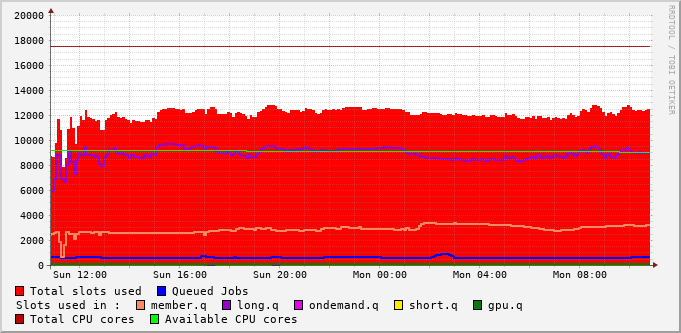 20000
18000
16000
14000
12000
10000
8000
6000
4000
2000
0
Sun 12:00 Sun 16:00 Sun 20:00 Mon 00:00 Mon 04:00 Mon 08:00
Total slots used Queued Jobs
Slots used in : member.q long.q ondemand.q short.q gpu.q
Total CPU cores Available CPU cores
RRDTOOL / TOBI OETIKER